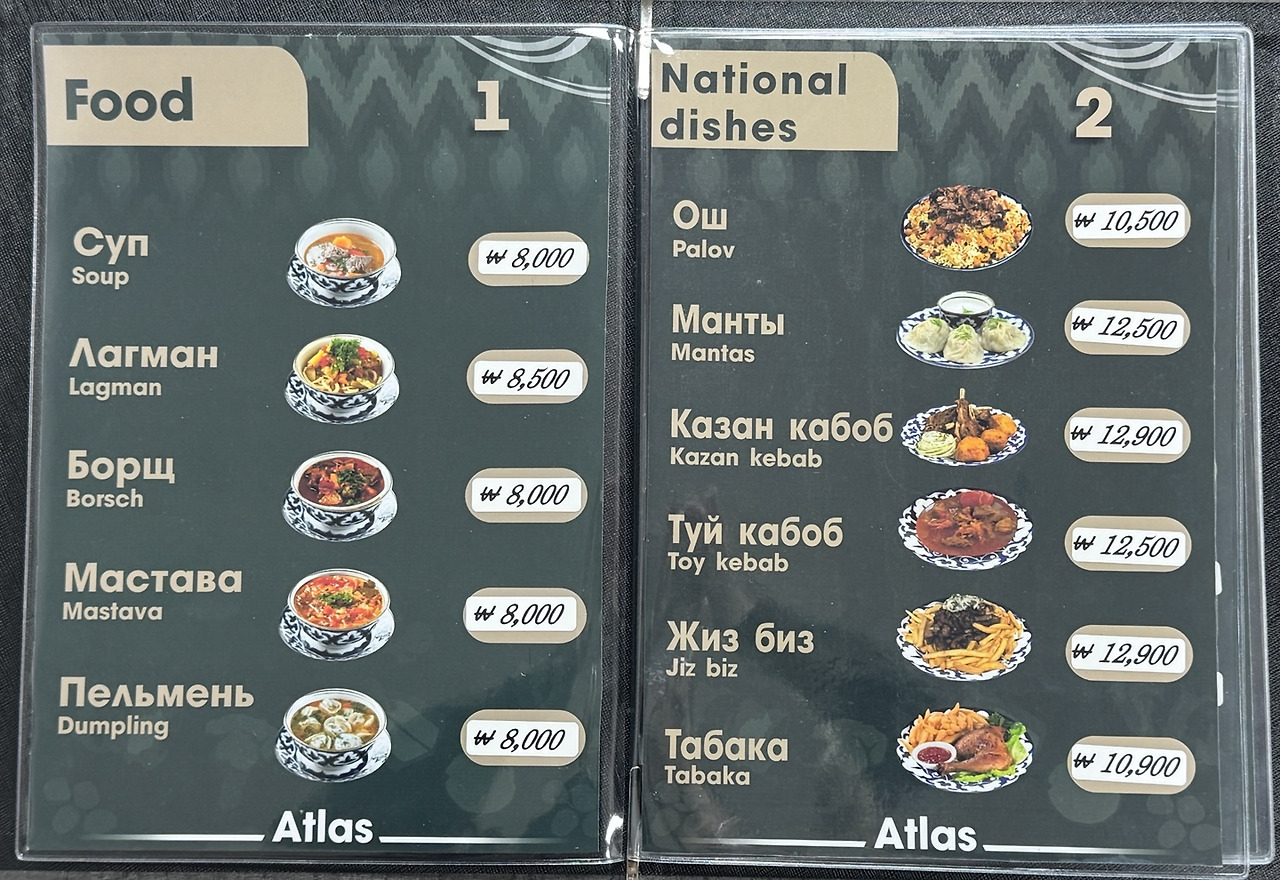 Food
1
Суп
Soup
₩ 8,000
Лагман
Lagman
₩ 8,500
Борщ
Borsch
₩ 8,000
Мастава
Mastava
₩ 8,000
Пельмень
Dumpling
₩ 8,000
Atlas
National
dishes
2
Ош
Palov
₩ 10,500
Манты
Mantas
₩ 12,500
Казан кабоб
Kazan kebab
₩ 12,900
Туй кабоб
Toy kebab
₩ 12,500
Жиз биз
Jiz biz
₩ 12,900
Табака
Tabaka
₩ 10,900
Atlas